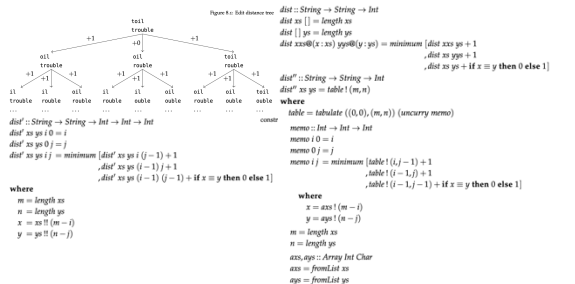 Figure 8.1: Edit distance tree
toil
trouble
+1 +0 +1
oil oil toil
trouble rouble rouble
+1 +1 +1 +1 +1 +1
il oil il il oil il oil toil oil
trouble rouble rouble rouble ouble ouble rouble ouble ouble
... ... ... ... ... ... ... ... ...
constr
dist' :: String → String → Int → Int → Int
dist' xs ys i 0 = i
dist' xs ys 0 j = j
dist' xs ys i j = minimum [dist' xs ys i (j − 1) + 1
, dist' xs ys (i − 1) j + 1
, dist' xs ys (i − 1) (j − 1) + if x ≡ y then 0 else 1]
where
m = length xs
n = length ys
x = xs !! (m − i)
y = ys !! (n − j)
dist :: String → String → Int
dist xs [ ] = length xs
dist [ ] ys = length ys
dist xxs@(x : xs) yys@(y : ys) = minimum [dist xxs ys + 1
, dist xs yys + 1
, dist xs ys + if x ≡ y then 0 else 1]
dist'' :: String → String → Int
dist'' xs ys = table ! (m, n)
where
table = tabulate ((0,0), (m, n)) (uncurry memo)
memo :: Int → Int → Int
memo i 0 = i
memo 0 j = j
memo i j = minimum [table ! (i, j − 1) + 1
, table ! (i − 1, j) + 1
, table ! (i − 1, j − 1) + if x ≡ y then 0 else 1]
where
x = axs ! (m − i)
y = ays ! (n − j)
m = length xs
n = length ys
axs, ays :: Array Int Char
axs = fromList xs
ays = fromList ys